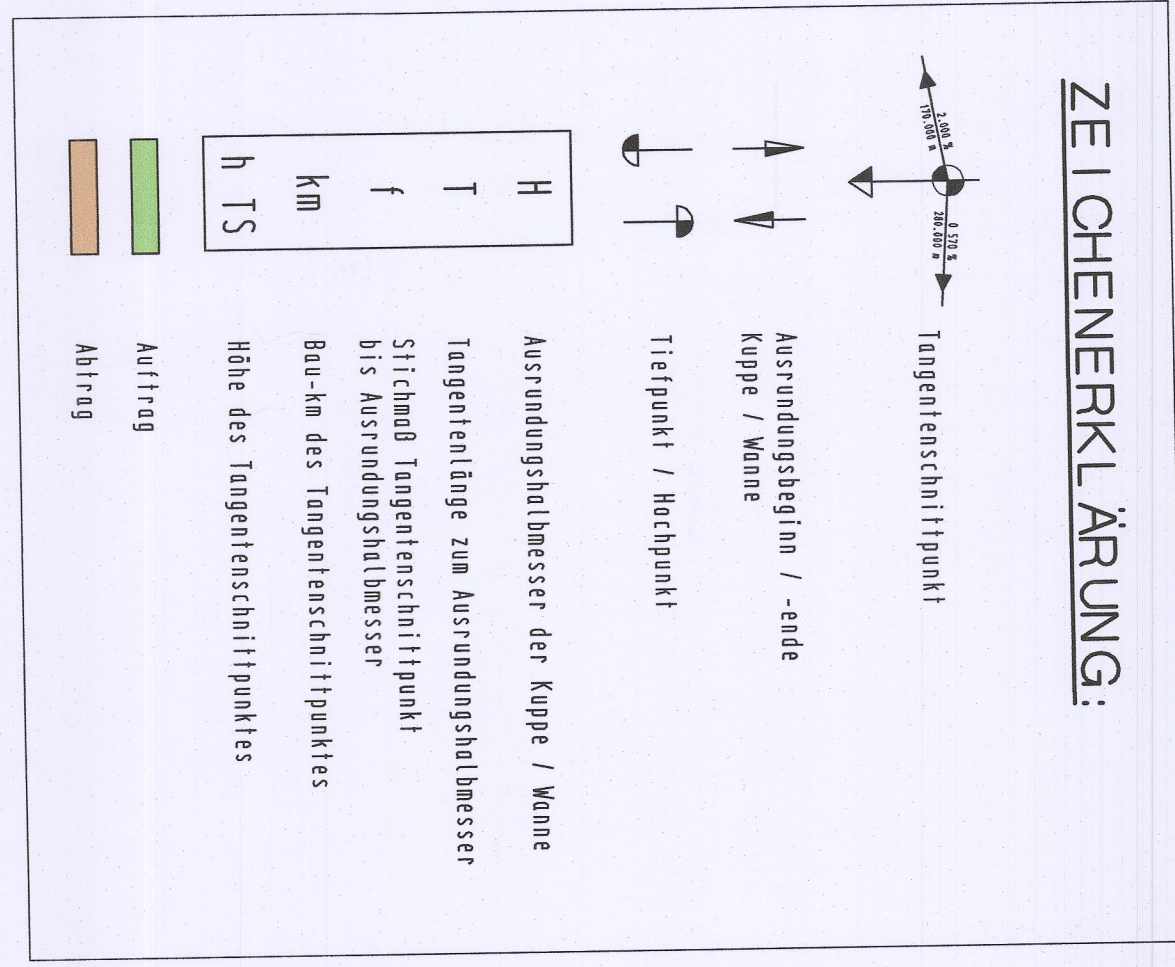 ZEICHENERKLÄRUNG:
2.000 %
170.000 m
0.570 %
280.000 m
Tangentenschnittpunkt
Ausrundungsbeginn / -ende
Kuppe / Wanne
Tiefpunkt / Hochpunkt
H
Ausrundungshalbmesser der Kuppe / Wanne
T
Tangentenlänge zum Ausrundungshalbmesser
f
Stichmaß Tangentenschnittpunkt
bis Ausrundungshalbmesser
km
Bau-km des Tangentenschnittpunktes
h TS
Höhe des Tangentenschnittpunktes
Auftrag
Abtrag